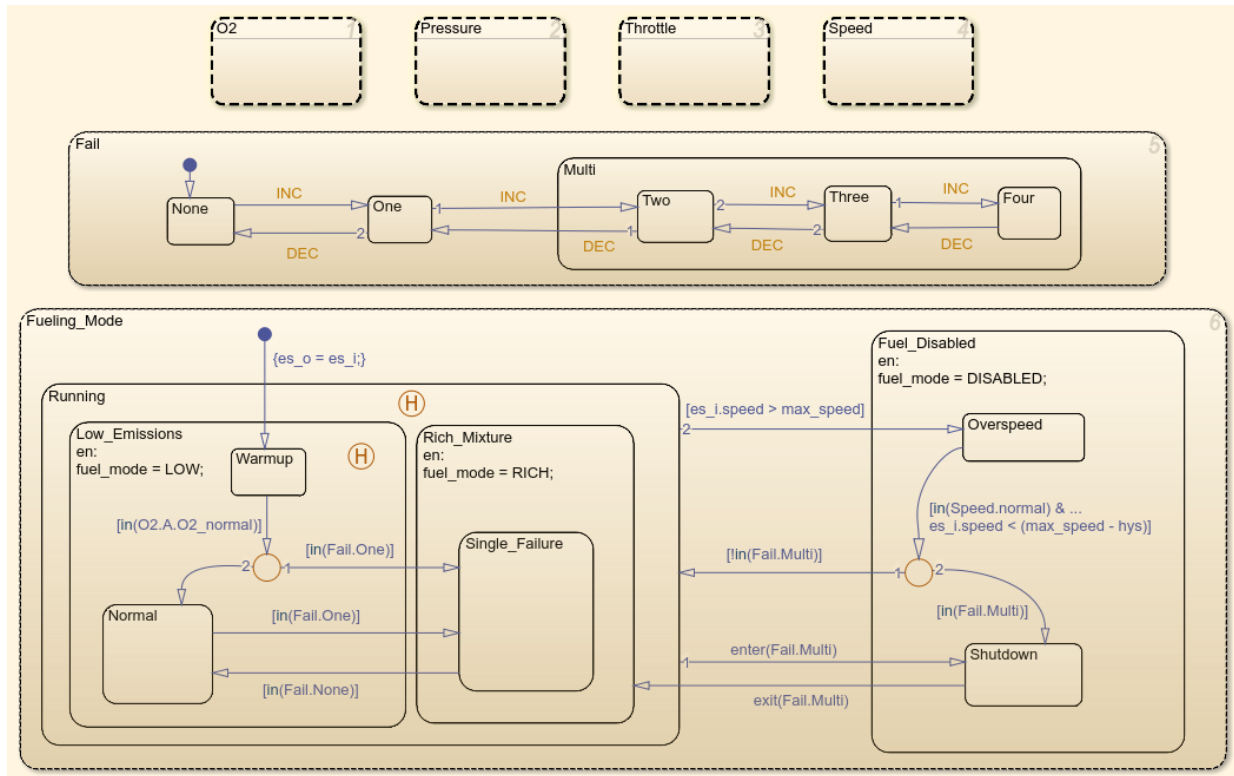 O2 1
Pressure 2
Throttle 3
Speed 4
Fail 5
Multi
INC INC INC INC
None One 1 Two 2 Three 1 Four
2 1 2
DEC DEC DEC DEC
Fueling_Mode 6
{es_o = es_i;}
Fuel_Disabled
en:
fuel_mode = DISABLED;
Running
H
[es_i.speed > max_speed]
2
Overspeed
Low_Emissions
en:
fuel_mode = LOW;
H
Warmup
Rich_Mixture
en:
fuel_mode = RICH;
[in(O2.A.O2_normal)]
[in(Speed.normal) & ...
es_i.speed < (max_speed - hys)]
[in(Fail.One)]
2 1
Single_Failure
[!in(Fail.Multi)]
1 2
Normal
[in(Fail.One)]
[in(Fail.Multi)]
[in(Fail.None)]
1
enter(Fail.Multi)
Shutdown
exit(Fail.Multi)